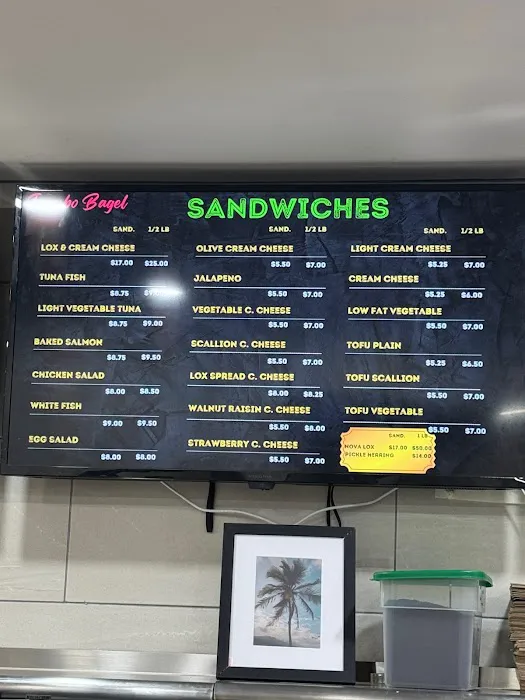 Bagel
SANDWICHES
SAND. 1/2 LB
LOX & CREAM CHEESE
$17.00 $25.00
TUNA FISH
$8.75
LIGHT VEGETABLE TUNA
$8.75 $9.00
BAKED SALMON
$8.75 $9.50
CHICKEN SALAD
$8.00 $8.50
WHITE FISH
$9.00 $9.50
EGG SALAD
$8.00 $8.00
SAND. 1/2 LB
OLIVE CREAM CHEESE
$5.50 $7.00
JALAPENO
$5.50 $7.00
VEGETABLE C. CHEESE
$5.50 $7.00
SCALLION C. CHEESE
$5.50 $7.00
LOX SPREAD C. CHEESE
$8.00 $8.25
WALNUT RAISIN C. CHEESE
$5.50 $8.00
STRAWBERRY C. CHEESE
$5.50 $7.00
SAND. 1/2 LB
LIGHT CREAM CHEESE
$5.25 $7.00
CREAM CHEESE
$5.25 $6.00
LOW FAT VEGETABLE
$5.50 $7.00
TOFU PLAIN
$5.25 $6.50
TOFU SCALLION
$5.50 $7.00
TOFU VEGETABLE
$5.50 $7.00
SAND. 1 LB
NOVA LOX $17.00 $50.00
PICKLE HERRING $14.00